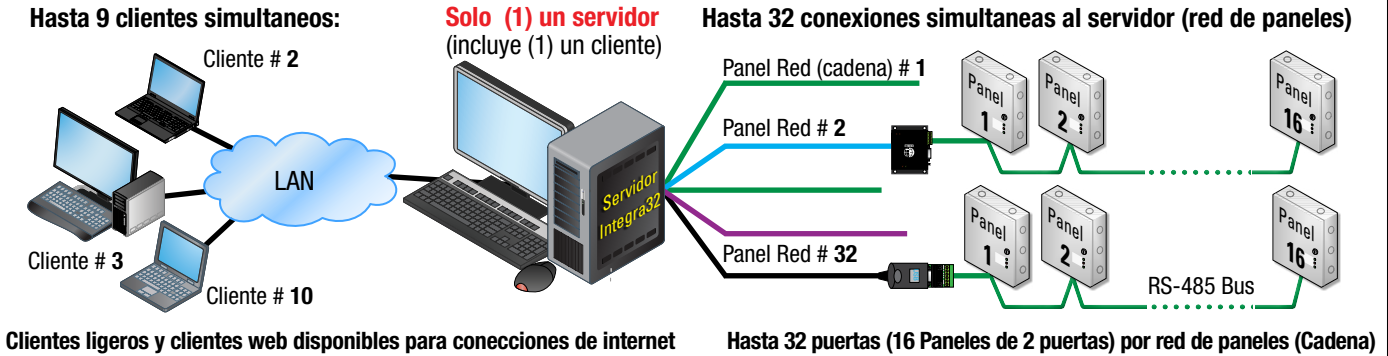 Hasta 9 clientes simultaneos:
Solo (1) un servidor
(incluye (1) un cliente)
Hasta 32 conexiones simultaneas al servidor (red de paneles)
Cliente # 2
Cliente # 3
Cliente # 10
LAN
Servidor
Integra32
Panel Red (cadena) # 1
Panel Red # 2
Panel Red # 32
Panel
1
Panel
2
Panel
16
Panel
1
Panel
2
Panel
16
RS-485 Bus
Clientes ligeros y clientes web disponibles para conecciones de internet
Hasta 32 puertas (16 Paneles de 2 puertas) por red de paneles (Cadena)